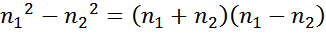 n₁² − n₂² = (n₁ + n₂)(n₁ − n₂)